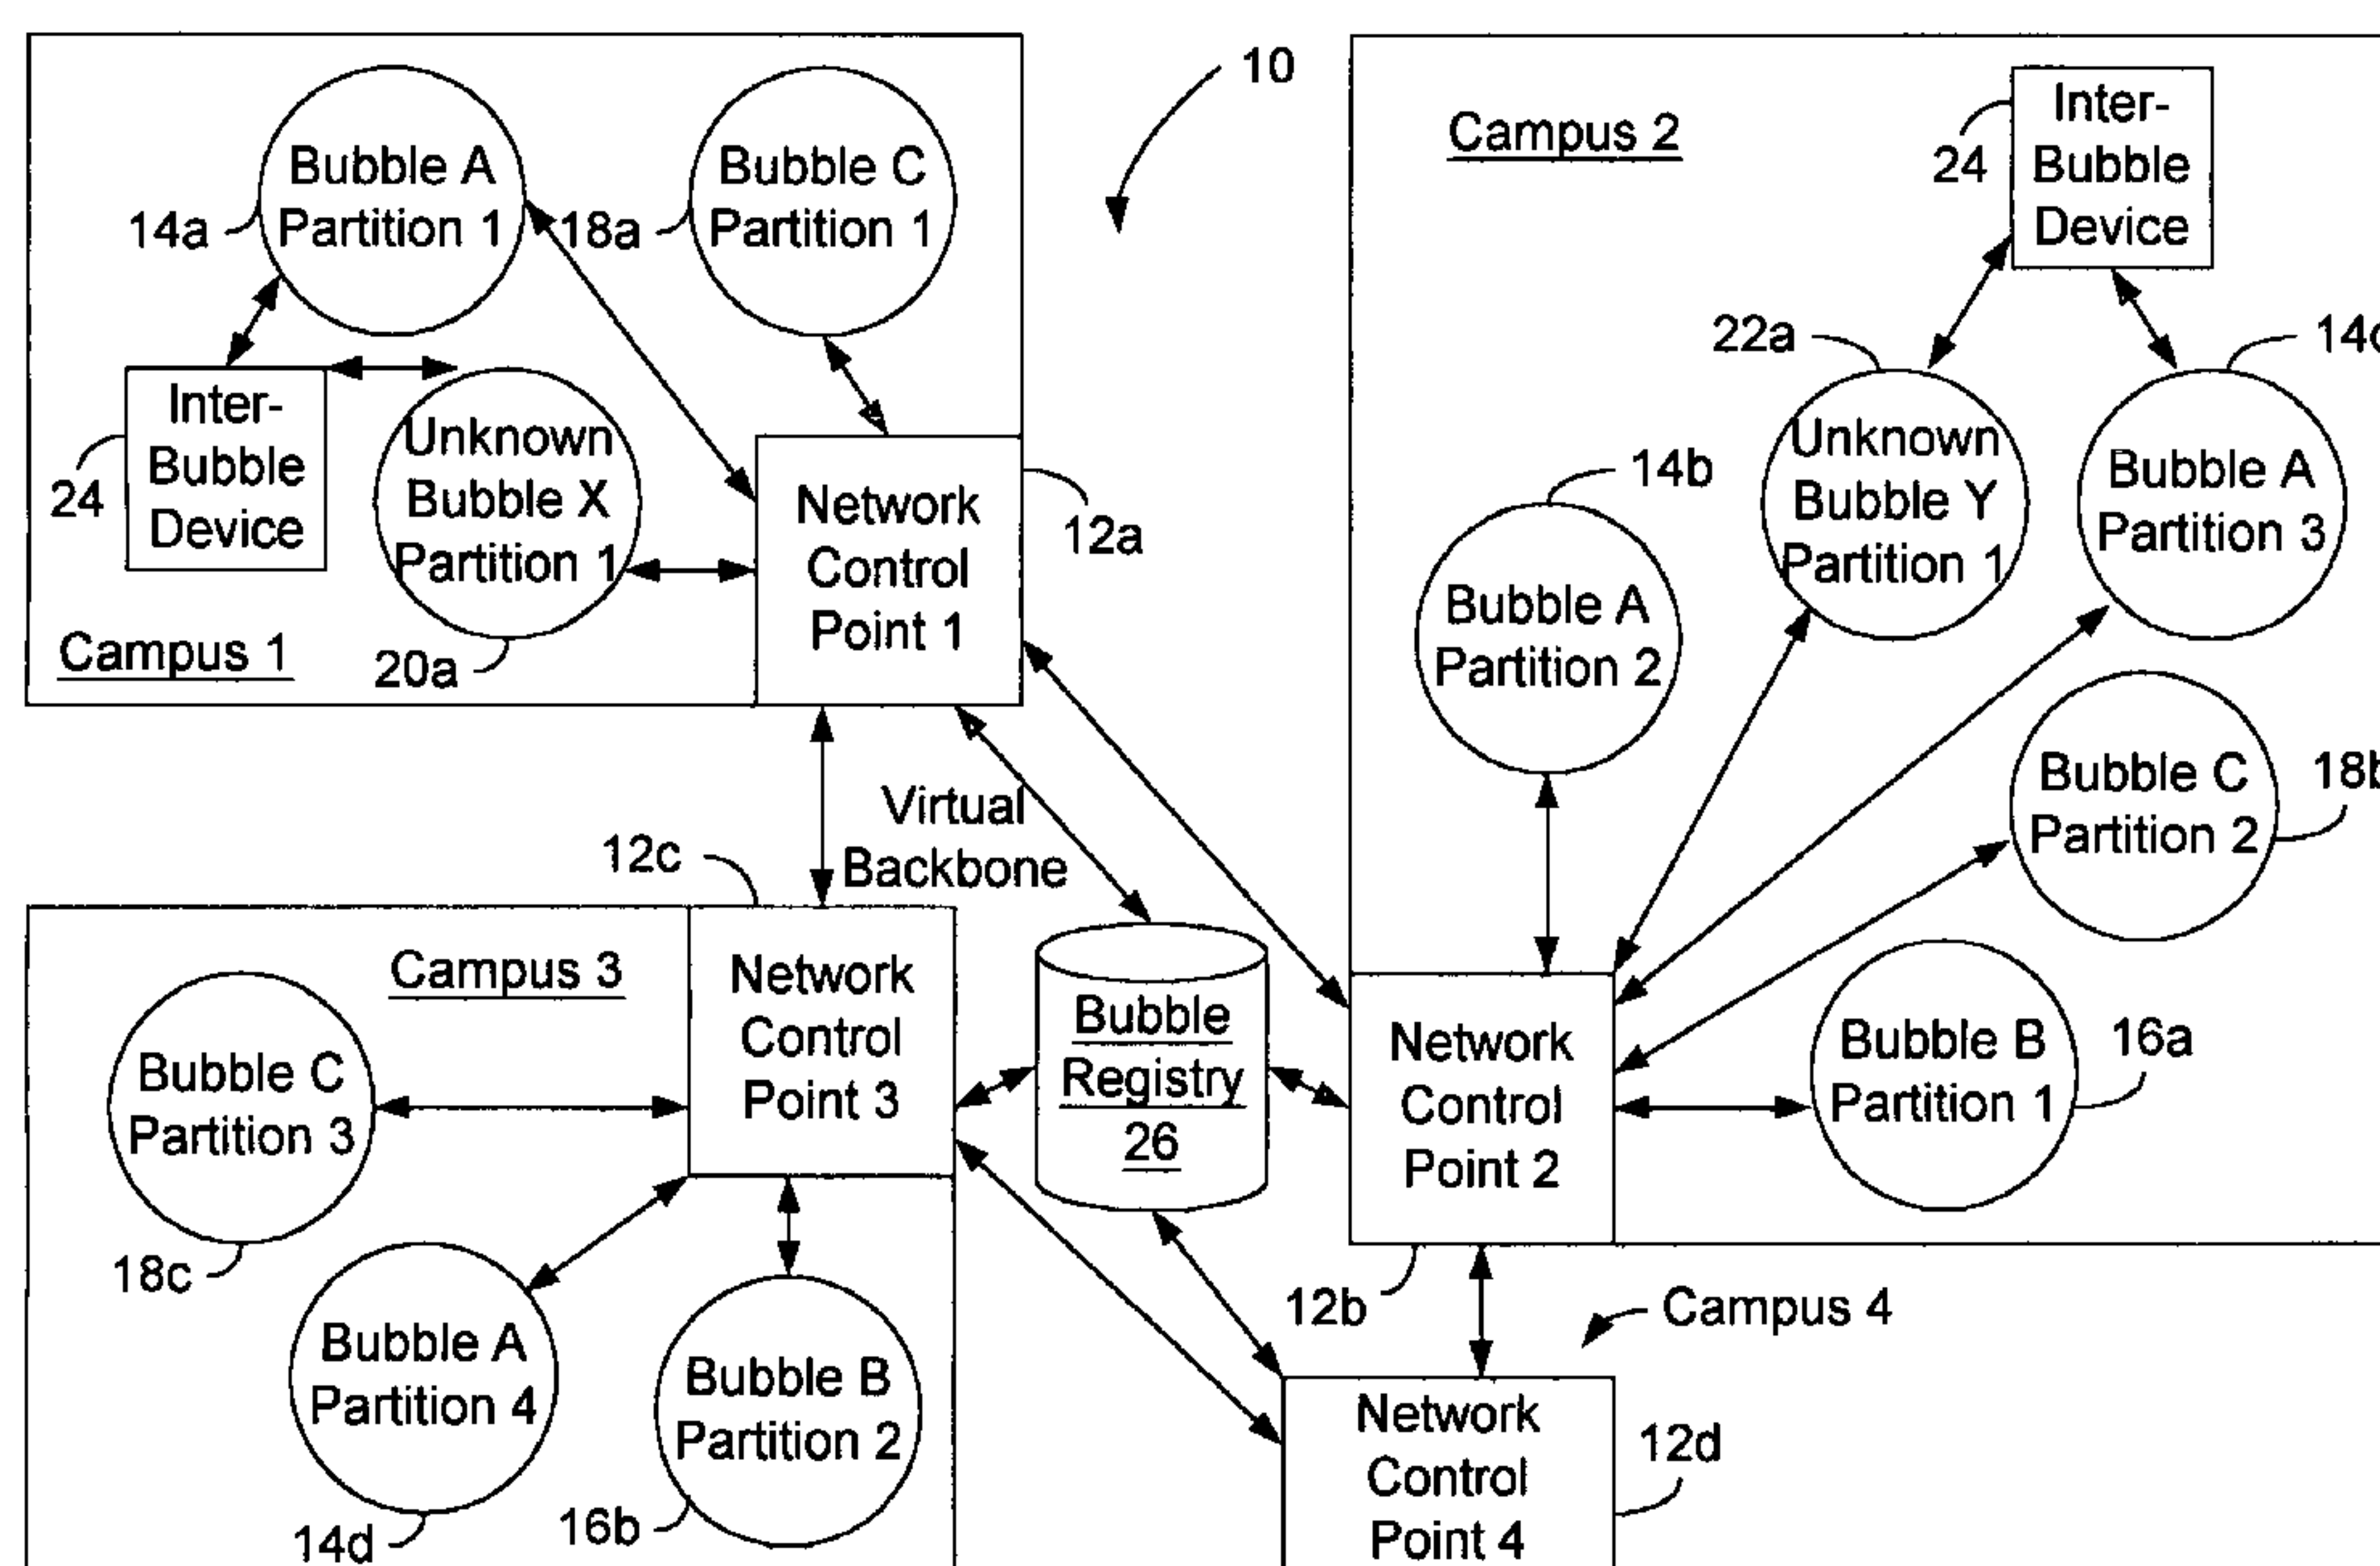 10
Bubble A
Partition 1
14a
Bubble C
Partition 1
18a
Inter-
Bubble
Device
24
Unknown
Bubble X
Partition 1
20a
Network
Control
Point 1
12a
Campus 1
Campus 2
Inter-
Bubble
Device
24
22a
Unknown
Bubble Y
Partition 1
Bubble A
Partition 3
14b
Bubble A
Partition 2
Bubble C
Partition 2
Bubble B
Partition 1
16a
Network
Control
Point 2
12b
Virtual
Backbone
12c
Campus 3
Network
Control
Point 3
Bubble
Registry
26
Bubble C
Partition 3
18c
Bubble A
Partition 4
14d
Bubble B
Partition 2
16b
Campus 4
Network
Control
Point 4
12d